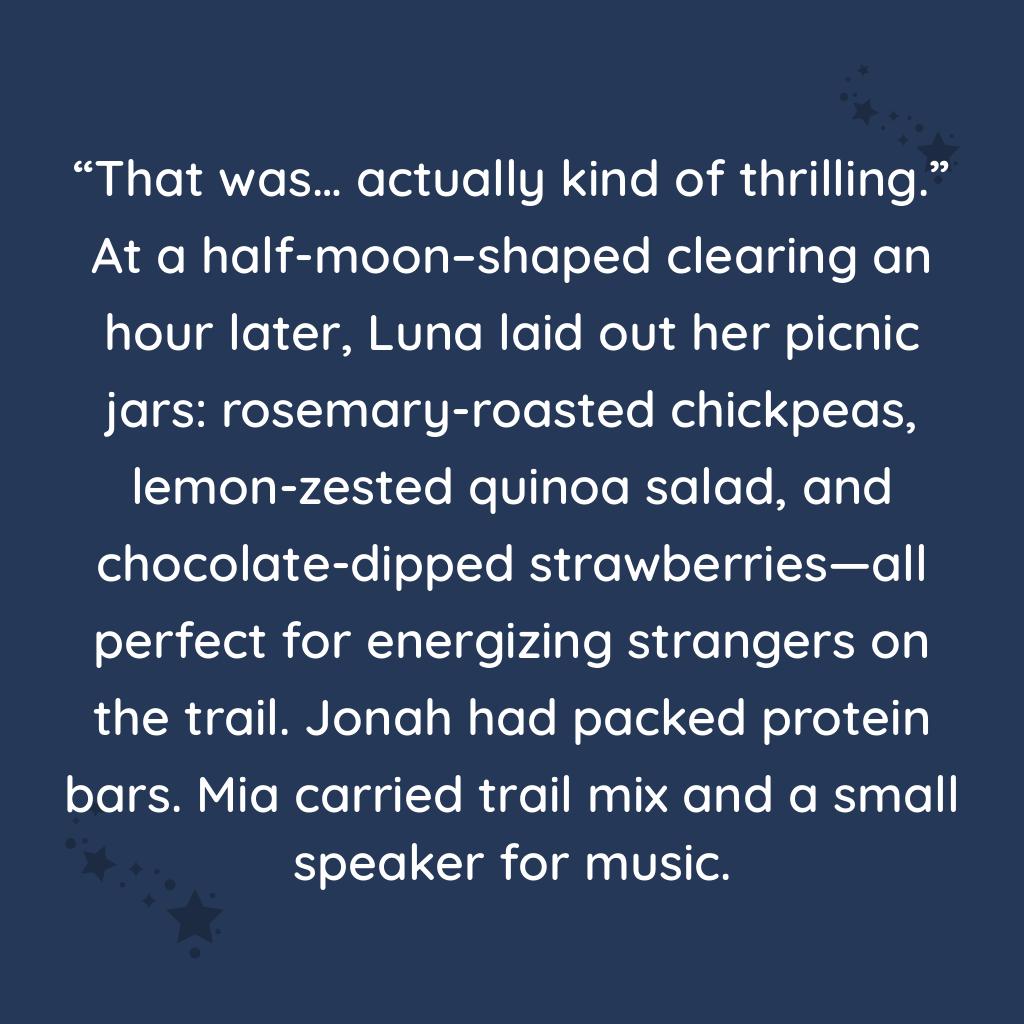 “That was... actually kind of thrilling.”
At a half-moon–shaped clearing an
hour later, Luna laid out her picnic
jars: rosemary-roasted chickpeas,
lemon-zested quinoa salad, and
chocolate-dipped strawberries—all
perfect for energizing strangers on
the trail. Jonah had packed protein
bars. Mia carried trail mix and a small
speaker for music.